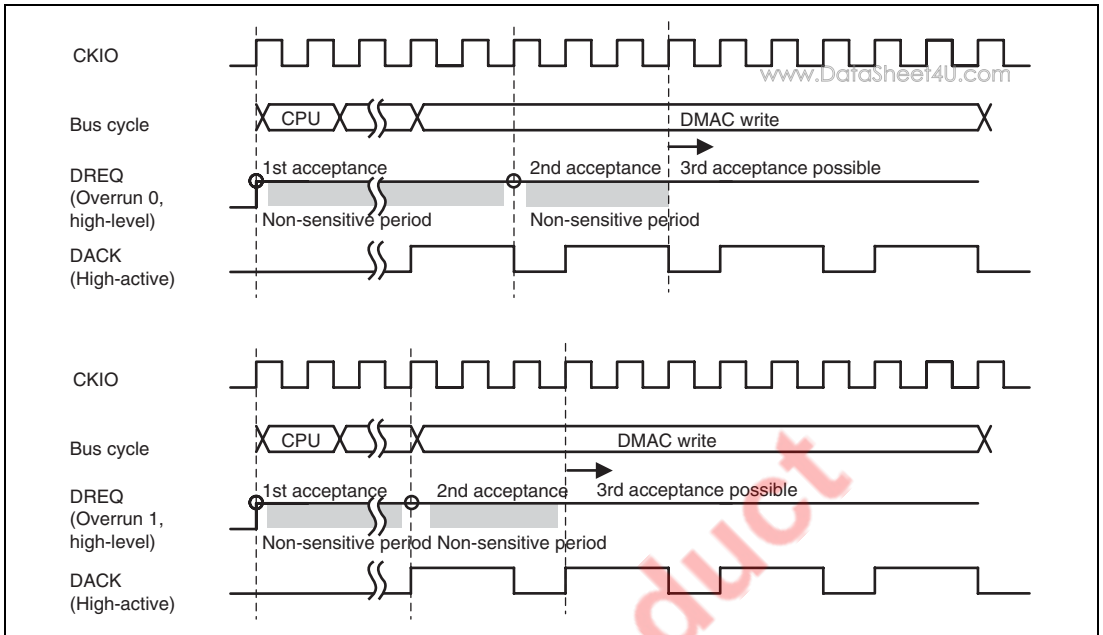 CKIO
www.DataSheet4U.com
Bus cycle
CPU
DMAC write
DREQ
(Overrun 0,
high-level)
1st acceptance
2nd acceptance
3rd acceptance possible
Non-sensitive period
Non-sensitive period
DACK
(High-active)
CKIO
Bus cycle
CPU
DMAC write
DREQ
(Overrun 1,
high-level)
1st acceptance
2nd acceptance
3rd acceptance possible
Non-sensitive period
Non-sensitive period
DACK
(High-active)
duct